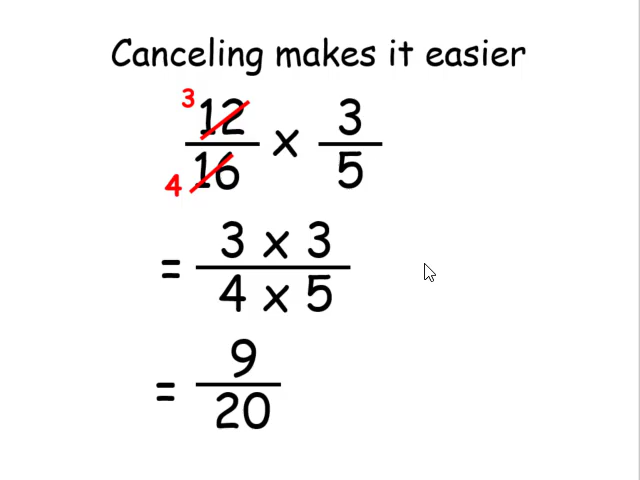 Canceling makes it easier
3 12 x 3
4 16 5
= 3 x 3
4 x 5
= 9
20